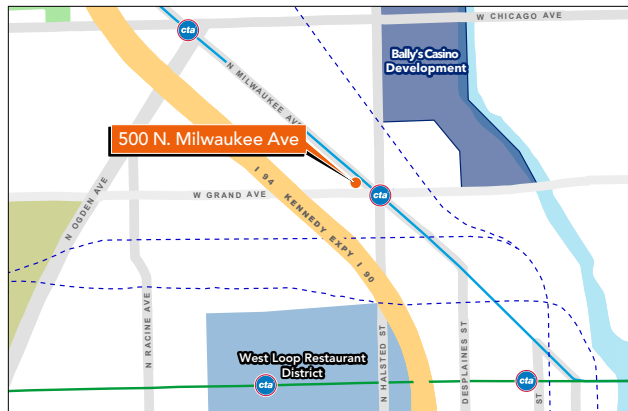 W CHICAGO AVE
cta
N MILWAUKEE AVE
Bally's Casino
Development
500 N. Milwaukee Ave
I 94 KENNEDY EXPY I 90
W GRAND AVE
cta
N OGDEN AVE
N RACINE AVE
N HALSTED ST
DESPLAINES ST
West Loop Restaurant
District
cta
cta
ST